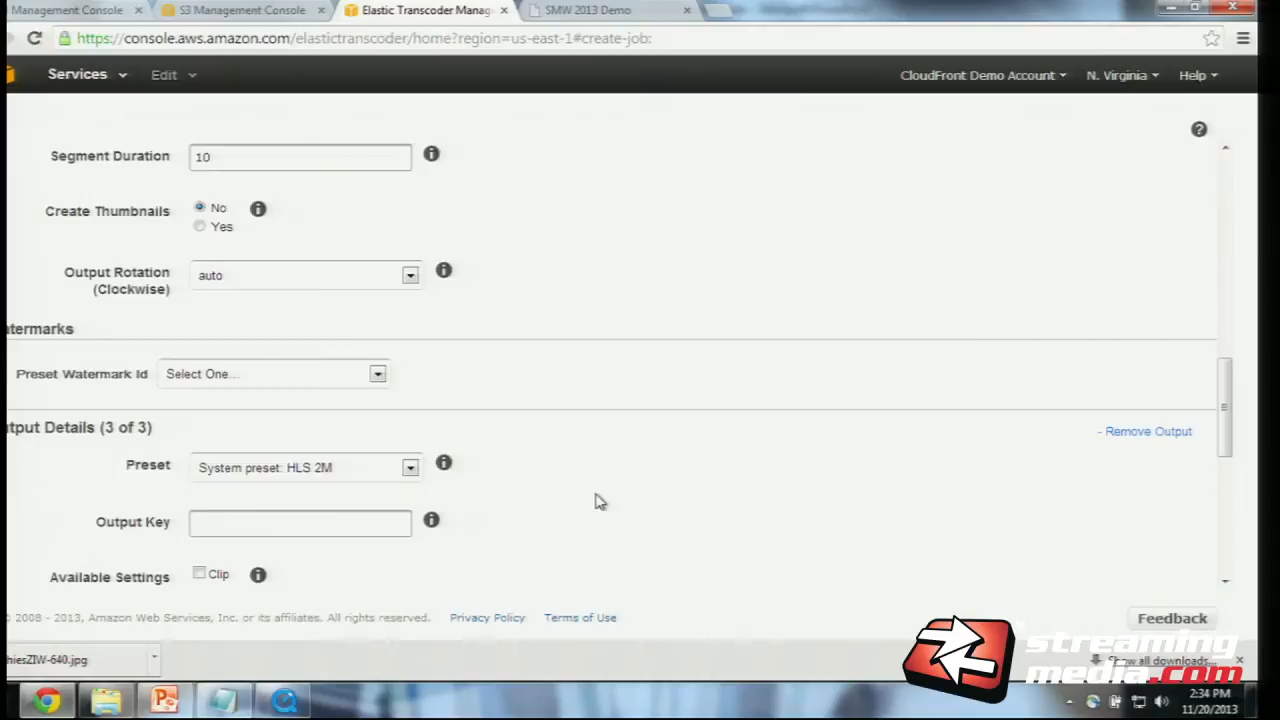 Management Console
S3 Management Console
Elastic Transcoder Manag
SMW 2013 Demo
https://console.aws.amazon.com/elastictranscoder/home?region=us-east-1#create-job:
Services
Edit
CloudFront Demo Account
N. Virginia
Help
Segment Duration
10
Create Thumbnails
No
Yes
Output Rotation
(Clockwise)
auto
termarks
Preset Watermark Id
Select One...
tput Details (3 of 3)
- Remove Output
Preset
System preset: HLS 2M
Output Key
Available Settings
Clip
© 2008 - 2013, Amazon Web Services, Inc. or its affiliates. All rights reserved.
Privacy Policy
Terms of Use
Feedback
hiesZIW-640.jpg
Show all downloads...
streaming
media.com
2:34 PM
11/20/2013